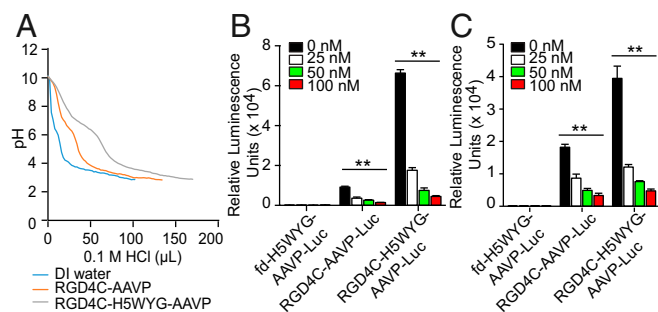 A
pH
12
10
8
6
4
2
0
0 50 100 150 200
0.1 M HCl (µL)
DI water
RGD4C-AAVP
RGD4C-H5WYG-AAVP
B
Relative Luminescence
Units (x 10⁴)
8
6
4
2
0
0 nM
25 nM
50 nM
100 nM
**
**
fd-H5WYG-
AAVP-Luc
RGD4C-AAVP-Luc
RGD4C-H5WYG-
AAVP-Luc
C
Relative Luminescence
Units (x 10⁴)
5
4
3
2
1
0
0 nM
25 nM
50 nM
100 nM
**
**
fd-H5WYG-
AAVP-Luc
RGD4C-AAVP-Luc
RGD4C-H5WYG-
AAVP-Luc